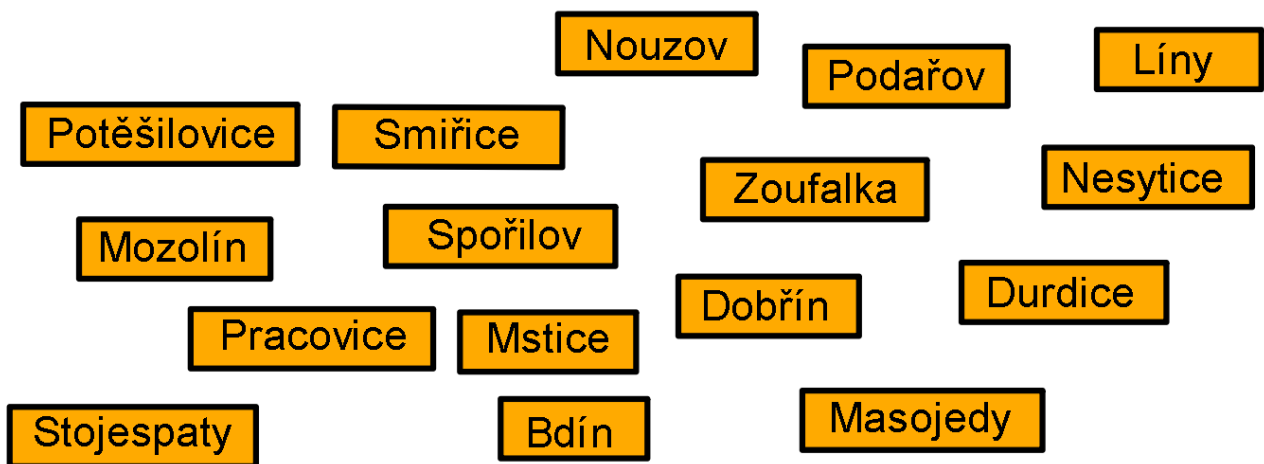 Nouzov
Podařov
Líny
Potěšilovice
Smiřice
Zoufalka
Nesytice
Mozolín
Spořilov
Dobřín
Durdice
Pracovice
Mstice
Stojespaty
Bdín
Masojedy